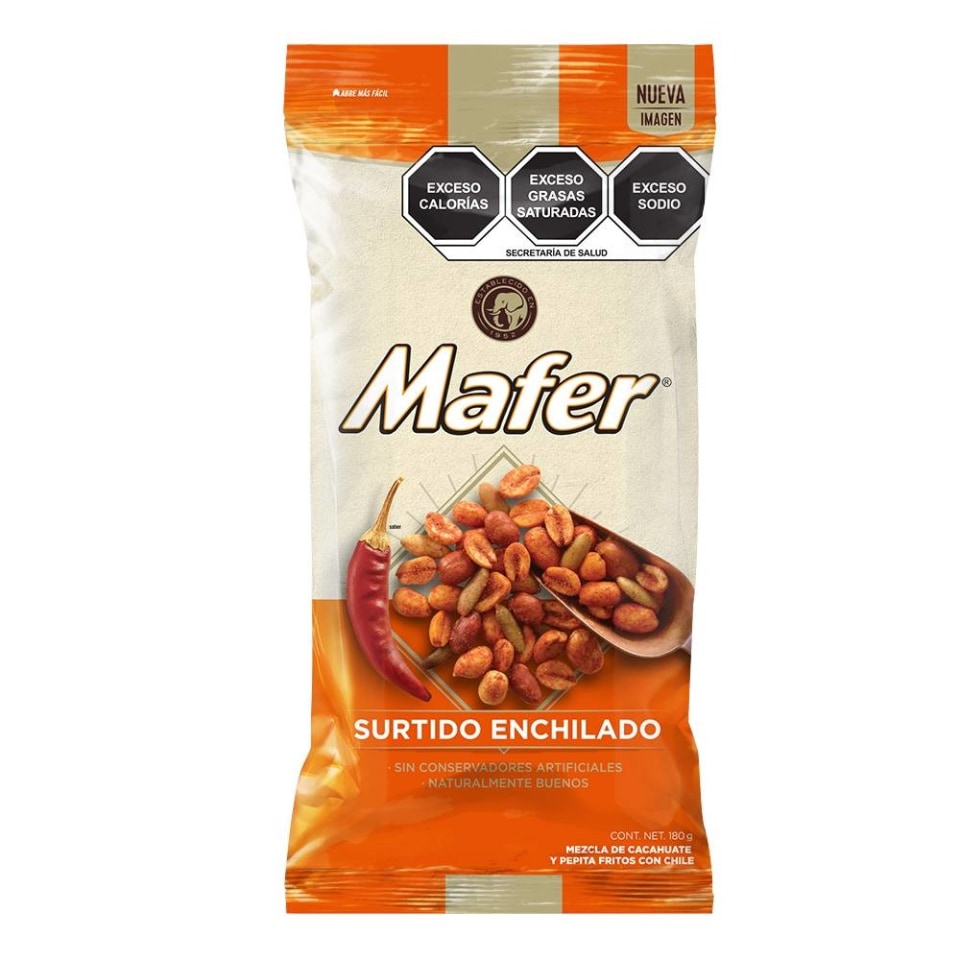 ABRE MÁS FÁCIL
NUEVA
IMAGEN
EXCESO
CALORÍAS
EXCESO
GRASAS
SATURADAS
EXCESO
SODIO
SECRETARÍA DE SALUD
ESTABLECIDO EN
1952
Mafer®
sabor
SURTIDO ENCHILADO
· SIN CONSERVADORES ARTIFICIALES
· NATURALMENTE BUENOS
CONT. NET. 180 g
MEZCLA DE CACAHUATE
Y PEPITA FRITOS CON CHILE